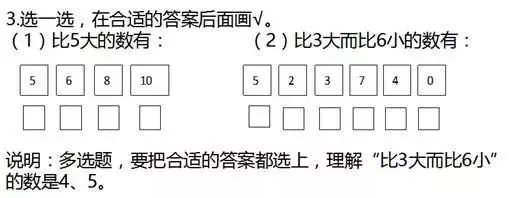 3.选一选，在合适的答案后面画√。
（1）比5大的数有： （2）比3大而比6小的数有：
5 6 8 10 5 2 3 7 4 0
说明：多选题，要把合适的答案都选上，理解“比3大而比6小”
的数是4、5。